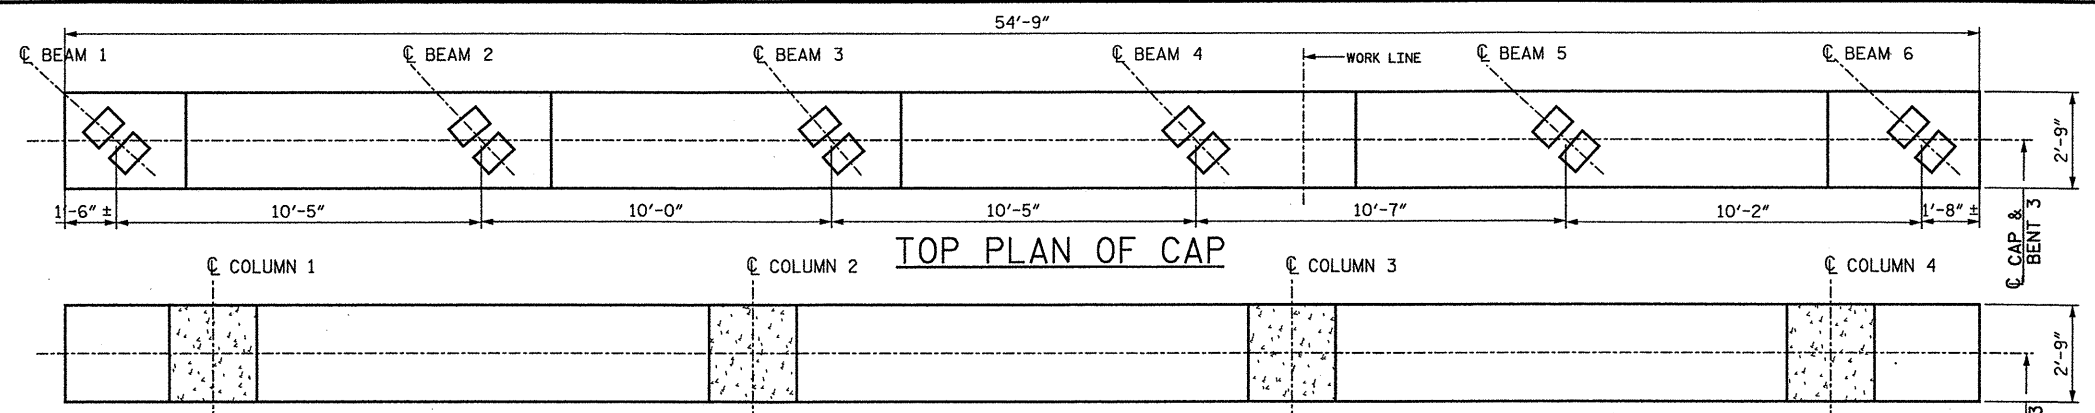 54'-9"
℄ BEAM 1 ℄ BEAM 2 ℄ BEAM 3 ℄ BEAM 4 WORK LINE ℄ BEAM 5 ℄ BEAM 6
2'-9"
1'-6" ± 10'-5" 10'-0" 10'-5" 10'-7" 10'-2" 1'-8" ±
℄ CAP &
BENT 3
TOP PLAN OF CAP
℄ COLUMN 1 ℄ COLUMN 2 ℄ COLUMN 3 ℄ COLUMN 4
2'-9"
3